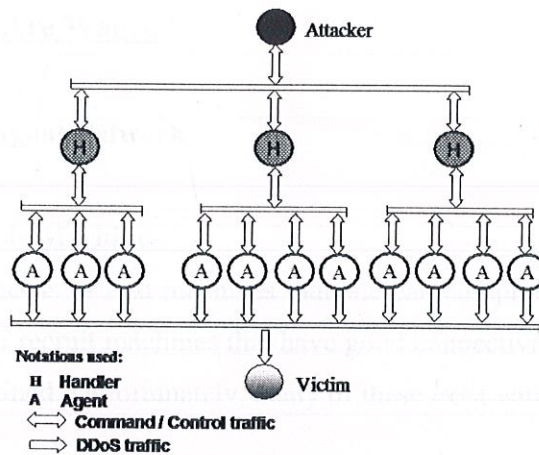 Attacker
H H H
A A A A A A A A A A A
Notations used:
H Handler
A Agent
Command / Control traffic
DDoS traffic
Victim